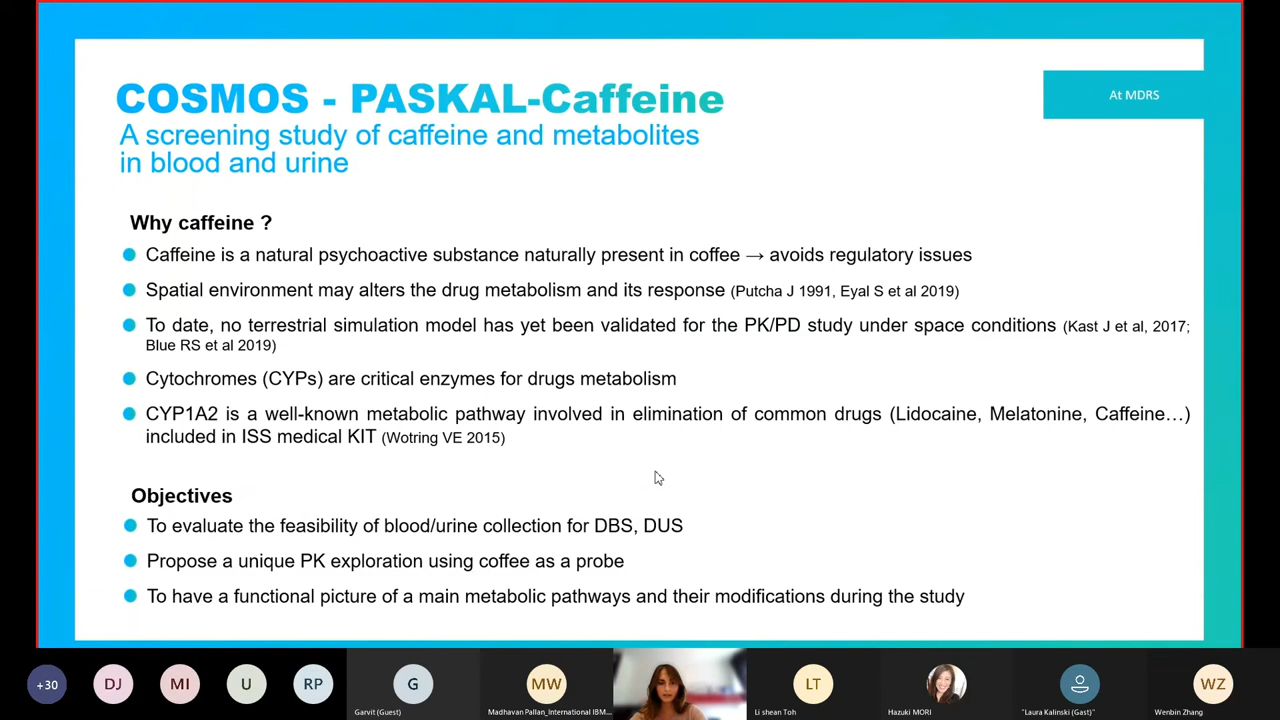 COSMOS - PASKAL-Caffeine
At MDRS
A screening study of caffeine and metabolites
in blood and urine
Why caffeine ?
Caffeine is a natural psychoactive substance naturally present in coffee → avoids regulatory issues
Spatial environment may alters the drug metabolism and its response (Putcha J 1991, Eyal S et al 2019)
To date, no terrestrial simulation model has yet been validated for the PK/PD study under space conditions (Kast J et al, 2017;
Blue RS et al 2019)
Cytochromes (CYPs) are critical enzymes for drugs metabolism
CYP1A2 is a well-known metabolic pathway involved in elimination of common drugs (Lidocaine, Melatonine, Caffeine…)
included in ISS medical KIT (Wotring VE 2015)
Objectives
To evaluate the feasibility of blood/urine collection for DBS, DUS
Propose a unique PK exploration using coffee as a probe
To have a functional picture of a main metabolic pathways and their modifications during the study
+30 DJ MI U RP G MW LT WZ
Garvit (Guest) Madhavan Pallan_International IBM... Li shean Toh Hazuki MORI "Laura Kalinski (Gast)" Wenbin Zhang